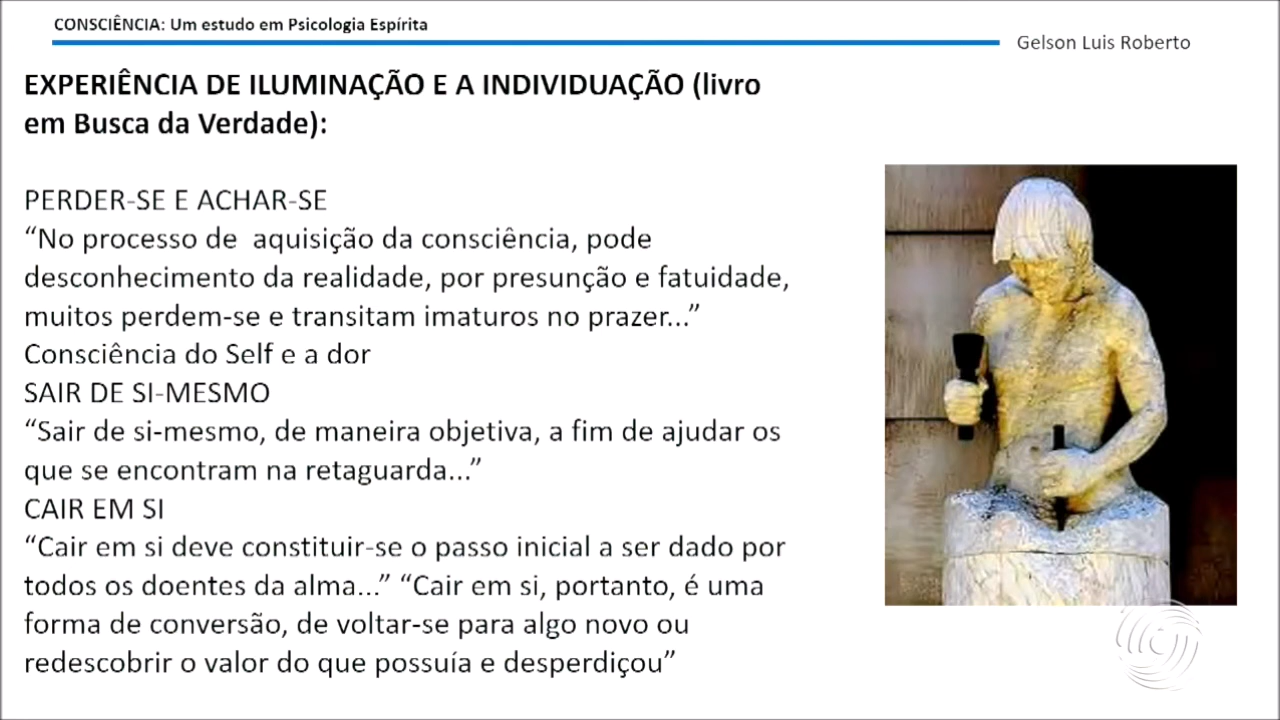 CONSCIÊNCIA: Um estudo em Psicologia Espírita
Gelson Luis Roberto
EXPERIÊNCIA DE ILUMINAÇÃO E A INDIVIDUAÇÃO (livro
em Busca da Verdade):
PERDER-SE E ACHAR-SE
“No processo de  aquisição da consciência, pode
desconhecimento da realidade, por presunção e fatuidade,
muitos perdem-se e transitam imaturos no prazer...”
Consciência do Self e a dor
SAIR DE SI-MESMO
“Sair de si-mesmo, de maneira objetiva, a fim de ajudar os
que se encontram na retaguarda...”
CAIR EM SI
“Cair em si deve constituir-se o passo inicial a ser dado por
todos os doentes da alma...” “Cair em si, portanto, é uma
forma de conversão, de voltar-se para algo novo ou
redescobrir o valor do que possuía e desperdiçou”